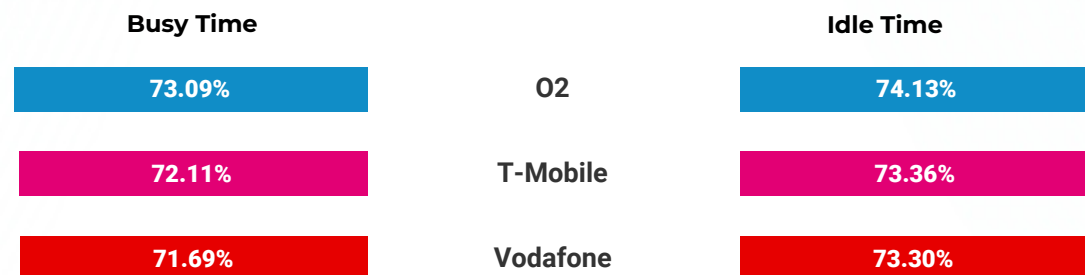 Busy Time Idle Time
73.09% O2 74.13%
72.11% T-Mobile 73.36%
71.69% Vodafone 73.30%